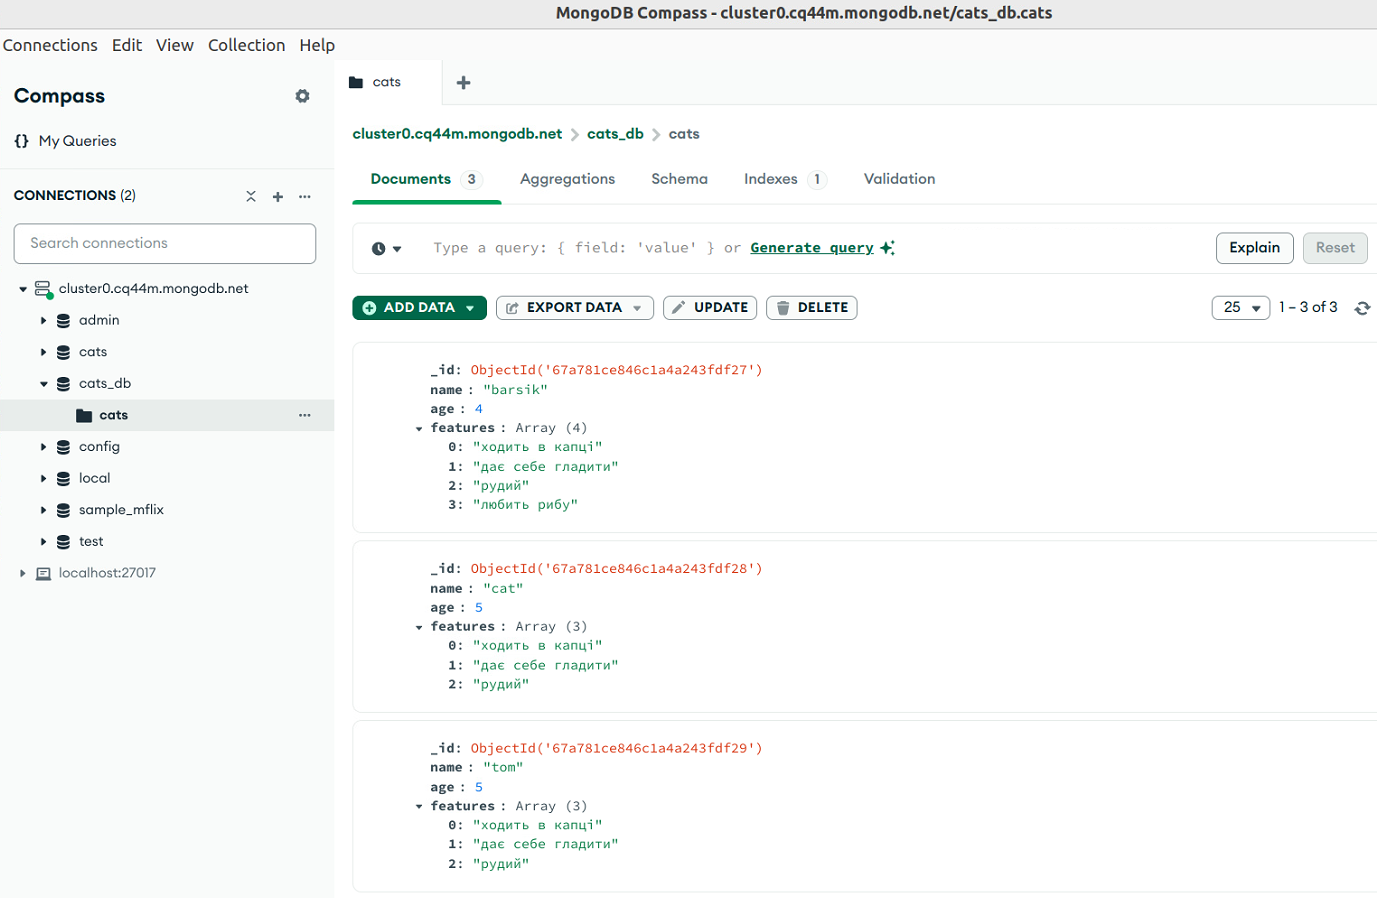 MongoDB Compass - cluster0.cq44m.mongodb.net/cats_db.cats
Connections Edit View Collection Help
Compass
{} My Queries
CONNECTIONS (2)
Search connections
cluster0.cq44m.mongodb.net
admin
cats
cats_db
cats
config
local
sample_mflix
test
localhost:27017
cats
cluster0.cq44m.mongodb.net > cats_db > cats
Documents 3 Aggregations Schema Indexes 1 Validation
Type a query: { field: 'value' } or Generate query
Explain Reset
ADD DATA EXPORT DATA UPDATE DELETE 25 1 – 3 of 3
_id: ObjectId('67a781ce846c1a4a243fdf27')
name : "barsik"
age : 4
features : Array (4)
0: "ходить в капці"
1: "дає себе гладити"
2: "рудий"
3: "любить рибу"
_id: ObjectId('67a781ce846c1a4a243fdf28')
name : "cat"
age : 5
features : Array (3)
0: "ходить в капці"
1: "дає себе гладити"
2: "рудий"
_id: ObjectId('67a781ce846c1a4a243fdf29')
name : "tom"
age : 5
features : Array (3)
0: "ходить в капці"
1: "дає себе гладити"
2: "рудий"